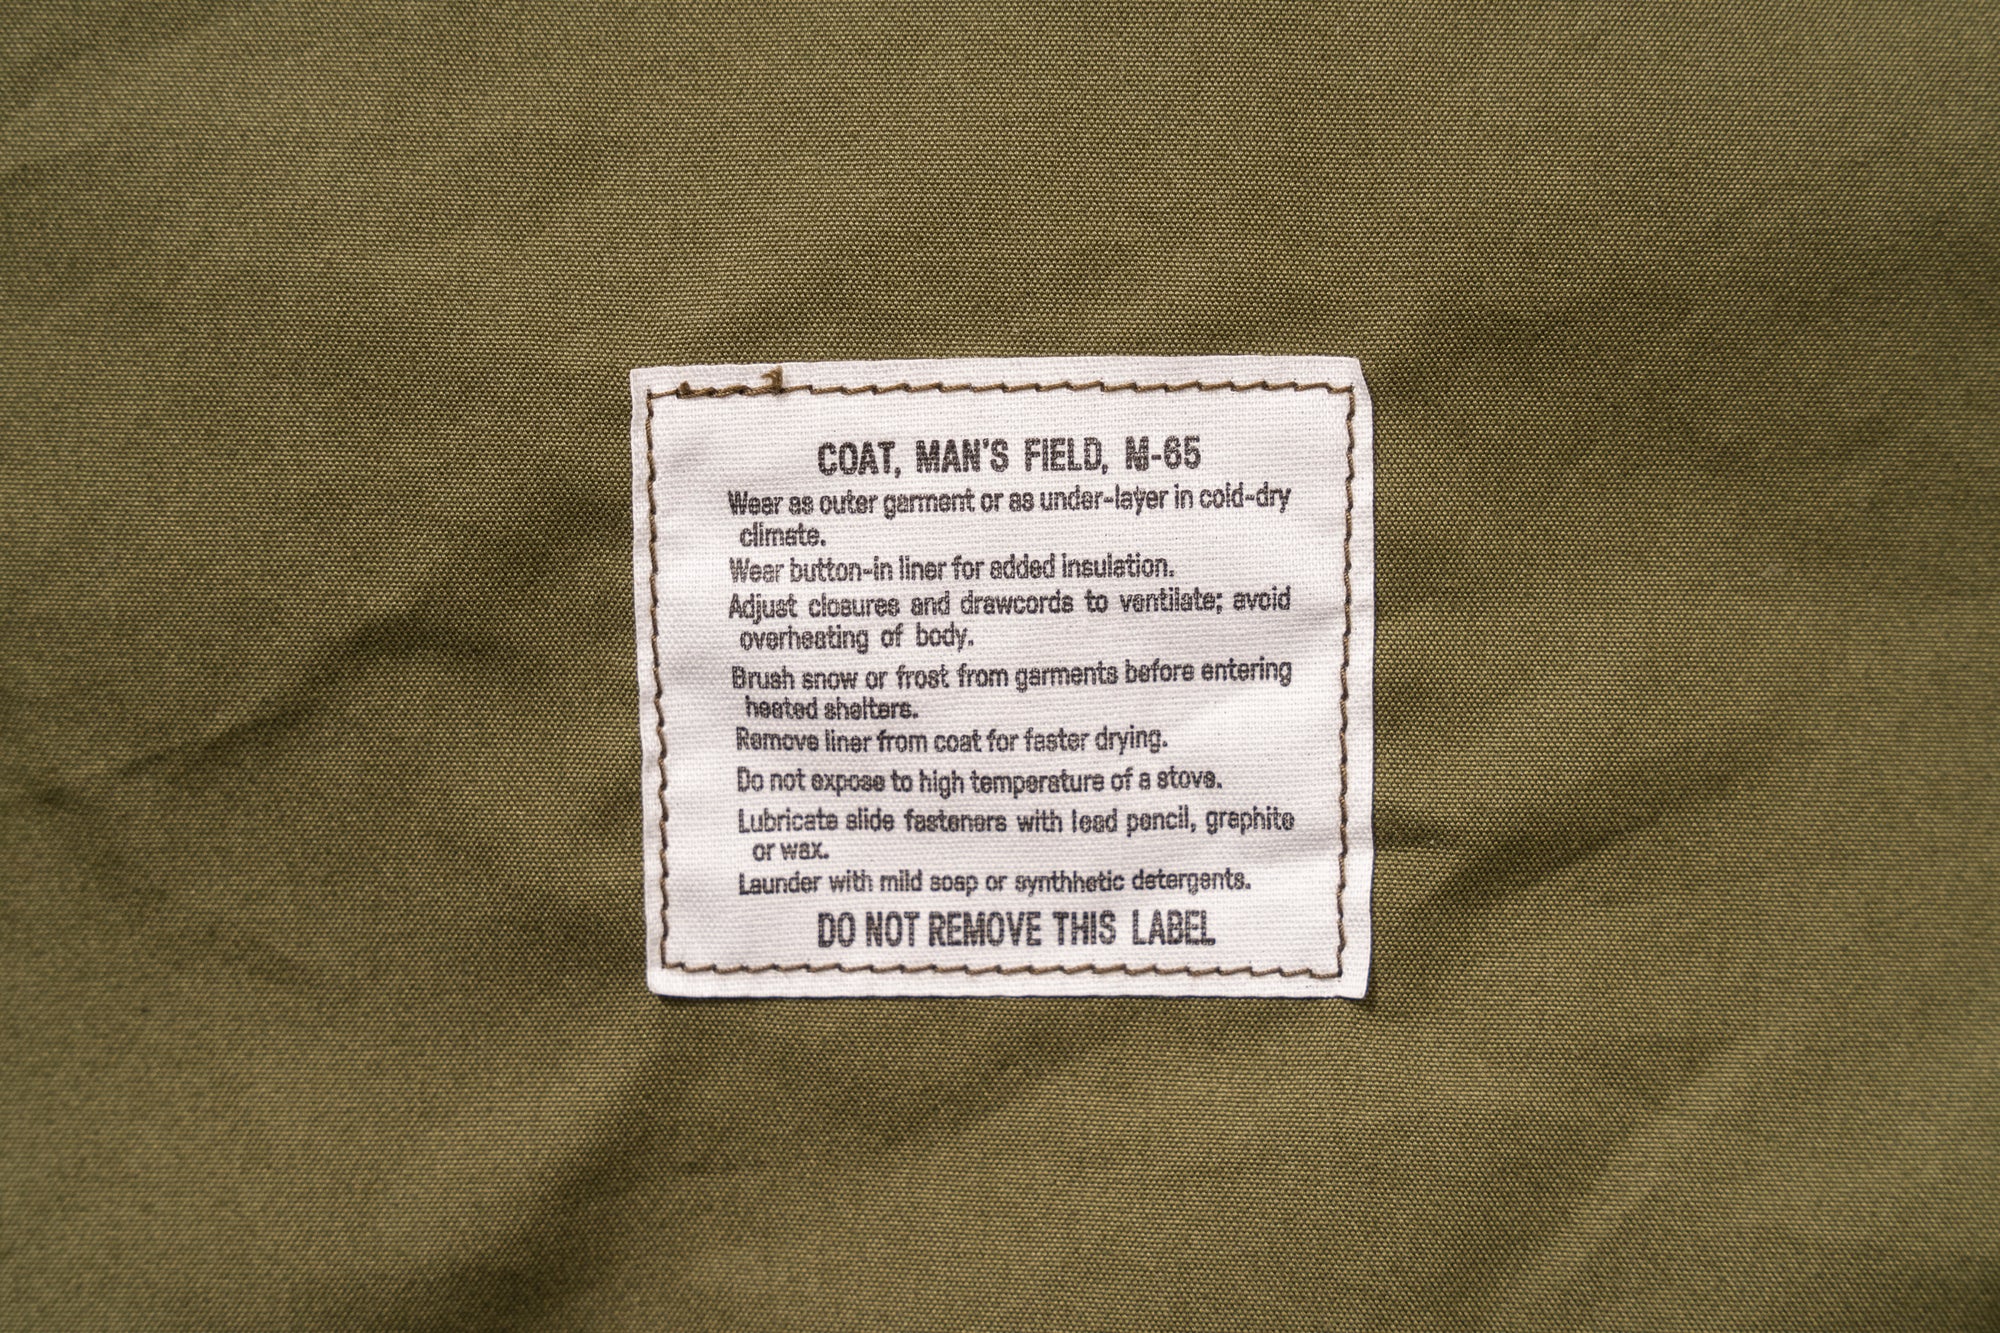 COAT, MAN'S FIELD, M-65
Wear as outer garment or as under-layer in cold-dry
climate.
Wear button-in liner for added insulation.
Adjust closures and drawcords to ventilate; avoid
overheating of body.
Brush snow or frost from garments before entering
heated shelters.
Remove liner from coat for faster drying.
Do not expose to high temperature of a stove.
Lubricate slide fasteners with lead pencil, graphite
or wax.
Launder with mild soap or synthhetic detergents.
DO NOT REMOVE THIS LABEL